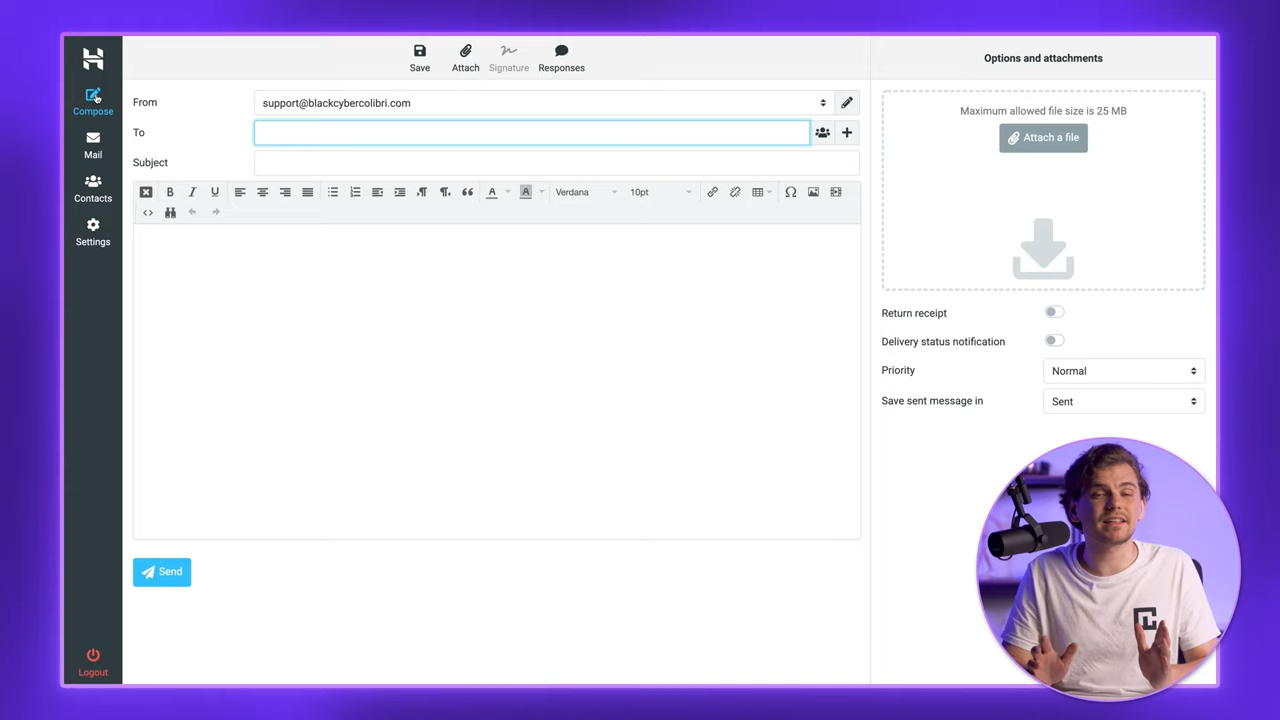 Save
Attach
Signature
Responses
Options and attachments
Compose
Mail
Contacts
Settings
Logout
From
support@blackcybercolibri.com
To
Subject
Verdana
10pt
Send
Maximum allowed file size is 25 MB
Attach a file
Return receipt
Delivery status notification
Priority
Normal
Save sent message in
Sent